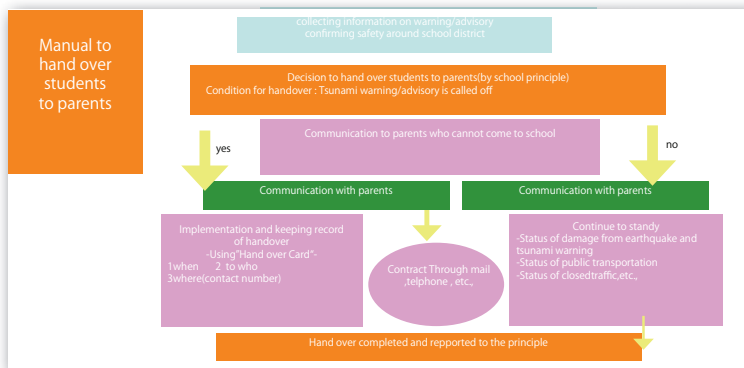 Manual to
hand over
students
to parents
collecting information on warning/advisory
confirming safety around school district
Decision to hand over students to parents(by school principle)
Condition for handover : Tsunami warning/advisory is called off
Communication to parents who cannot come to school
yes
no
Communication with parents
Communication with parents
Implementation and keeping record
of handover
-Using"Hand over Card"-
1when 2 to who
3where(contact number)
Contract Through mail
,telphone , etc.,
Continue to standy
-Status of damage from earthquake and
tsunami warning
-Status of public transportation
-Status of closedtraffic,etc.,
Hand over completed and repported to the principle